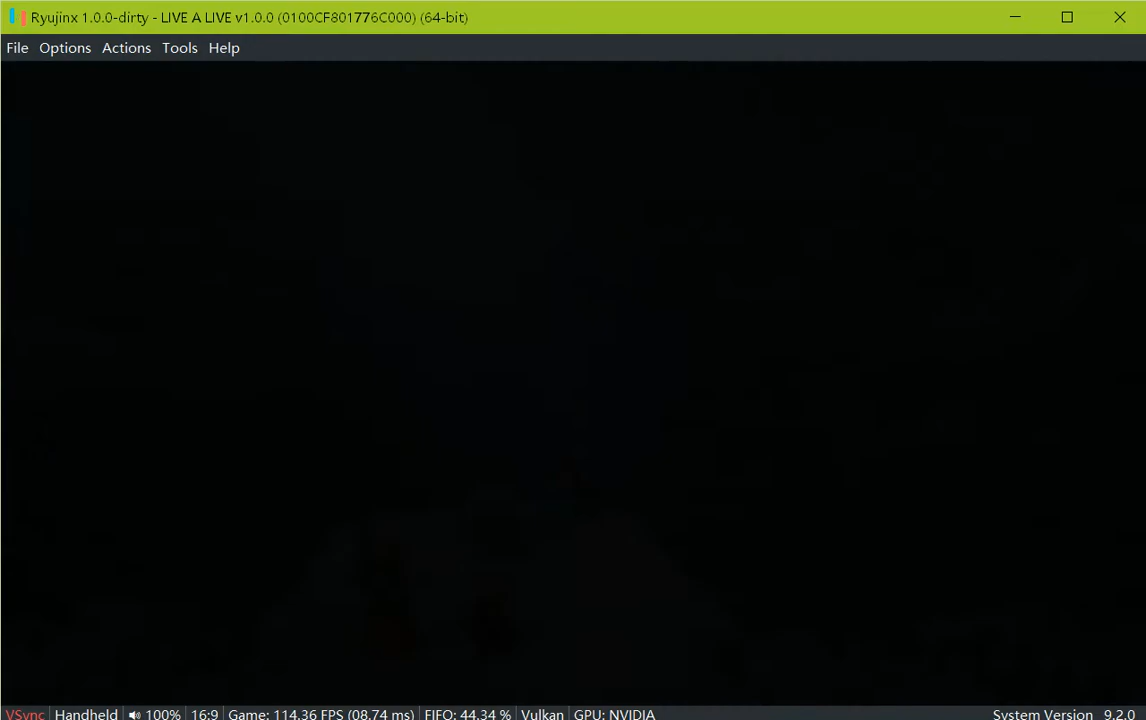 Ryujinx 1.0.0-dirty - LIVE A LIVE v1.0.0 (0100CF801776C000) (64-bit)
File Options Actions Tools Help
VSync Handheld 100% 16:9 Game: 114.36 FPS (08.74 ms) FIFO: 44.34 % Vulkan GPU: NVIDIA System Version 9.2.0